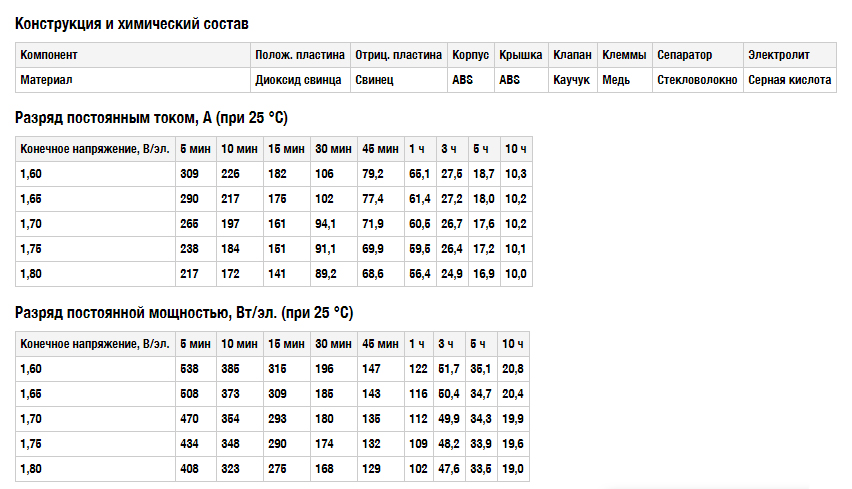 Конструкция и химический состав
Компонент Полож. пластина Отриц. пластина Корпус Крышка Клапан Клеммы Сепаратор Электролит
Материал Диоксид свинца Свинец ABS ABS Каучук Медь Стекловолокно Серная кислота
Разряд постоянным током, А (при 25 °C)
Конечное напряжение, В/эл. 5 мин 10 мин 15 мин 30 мин 45 мин 1 ч 3 ч 5 ч 10 ч
1,60 309 226 182 106 79,2 65,1 27,5 18,7 10,3
1,65 290 217 175 102 77,4 61,4 27,2 18,0 10,2
1,70 265 197 161 94,1 71,9 60,5 26,7 17,6 10,2
1,75 238 184 151 91,1 69,9 59,5 26,4 17,2 10,1
1,80 217 172 141 89,2 68,6 56,4 24,9 16,9 10,0
Разряд постоянной мощностью, Вт/эл. (при 25 °C)
Конечное напряжение, В/эл. 5 мин 10 мин 15 мин 30 мин 45 мин 1 ч 3 ч 5 ч 10 ч
1,60 538 385 315 196 147 122 51,7 35,1 20,8
1,65 508 373 309 185 143 116 50,4 34,7 20,4
1,70 470 354 293 180 135 112 49,9 34,3 19,9
1,75 434 348 290 174 132 109 48,2 33,9 19,6
1,80 408 323 275 168 129 102 47,6 33,5 19,0